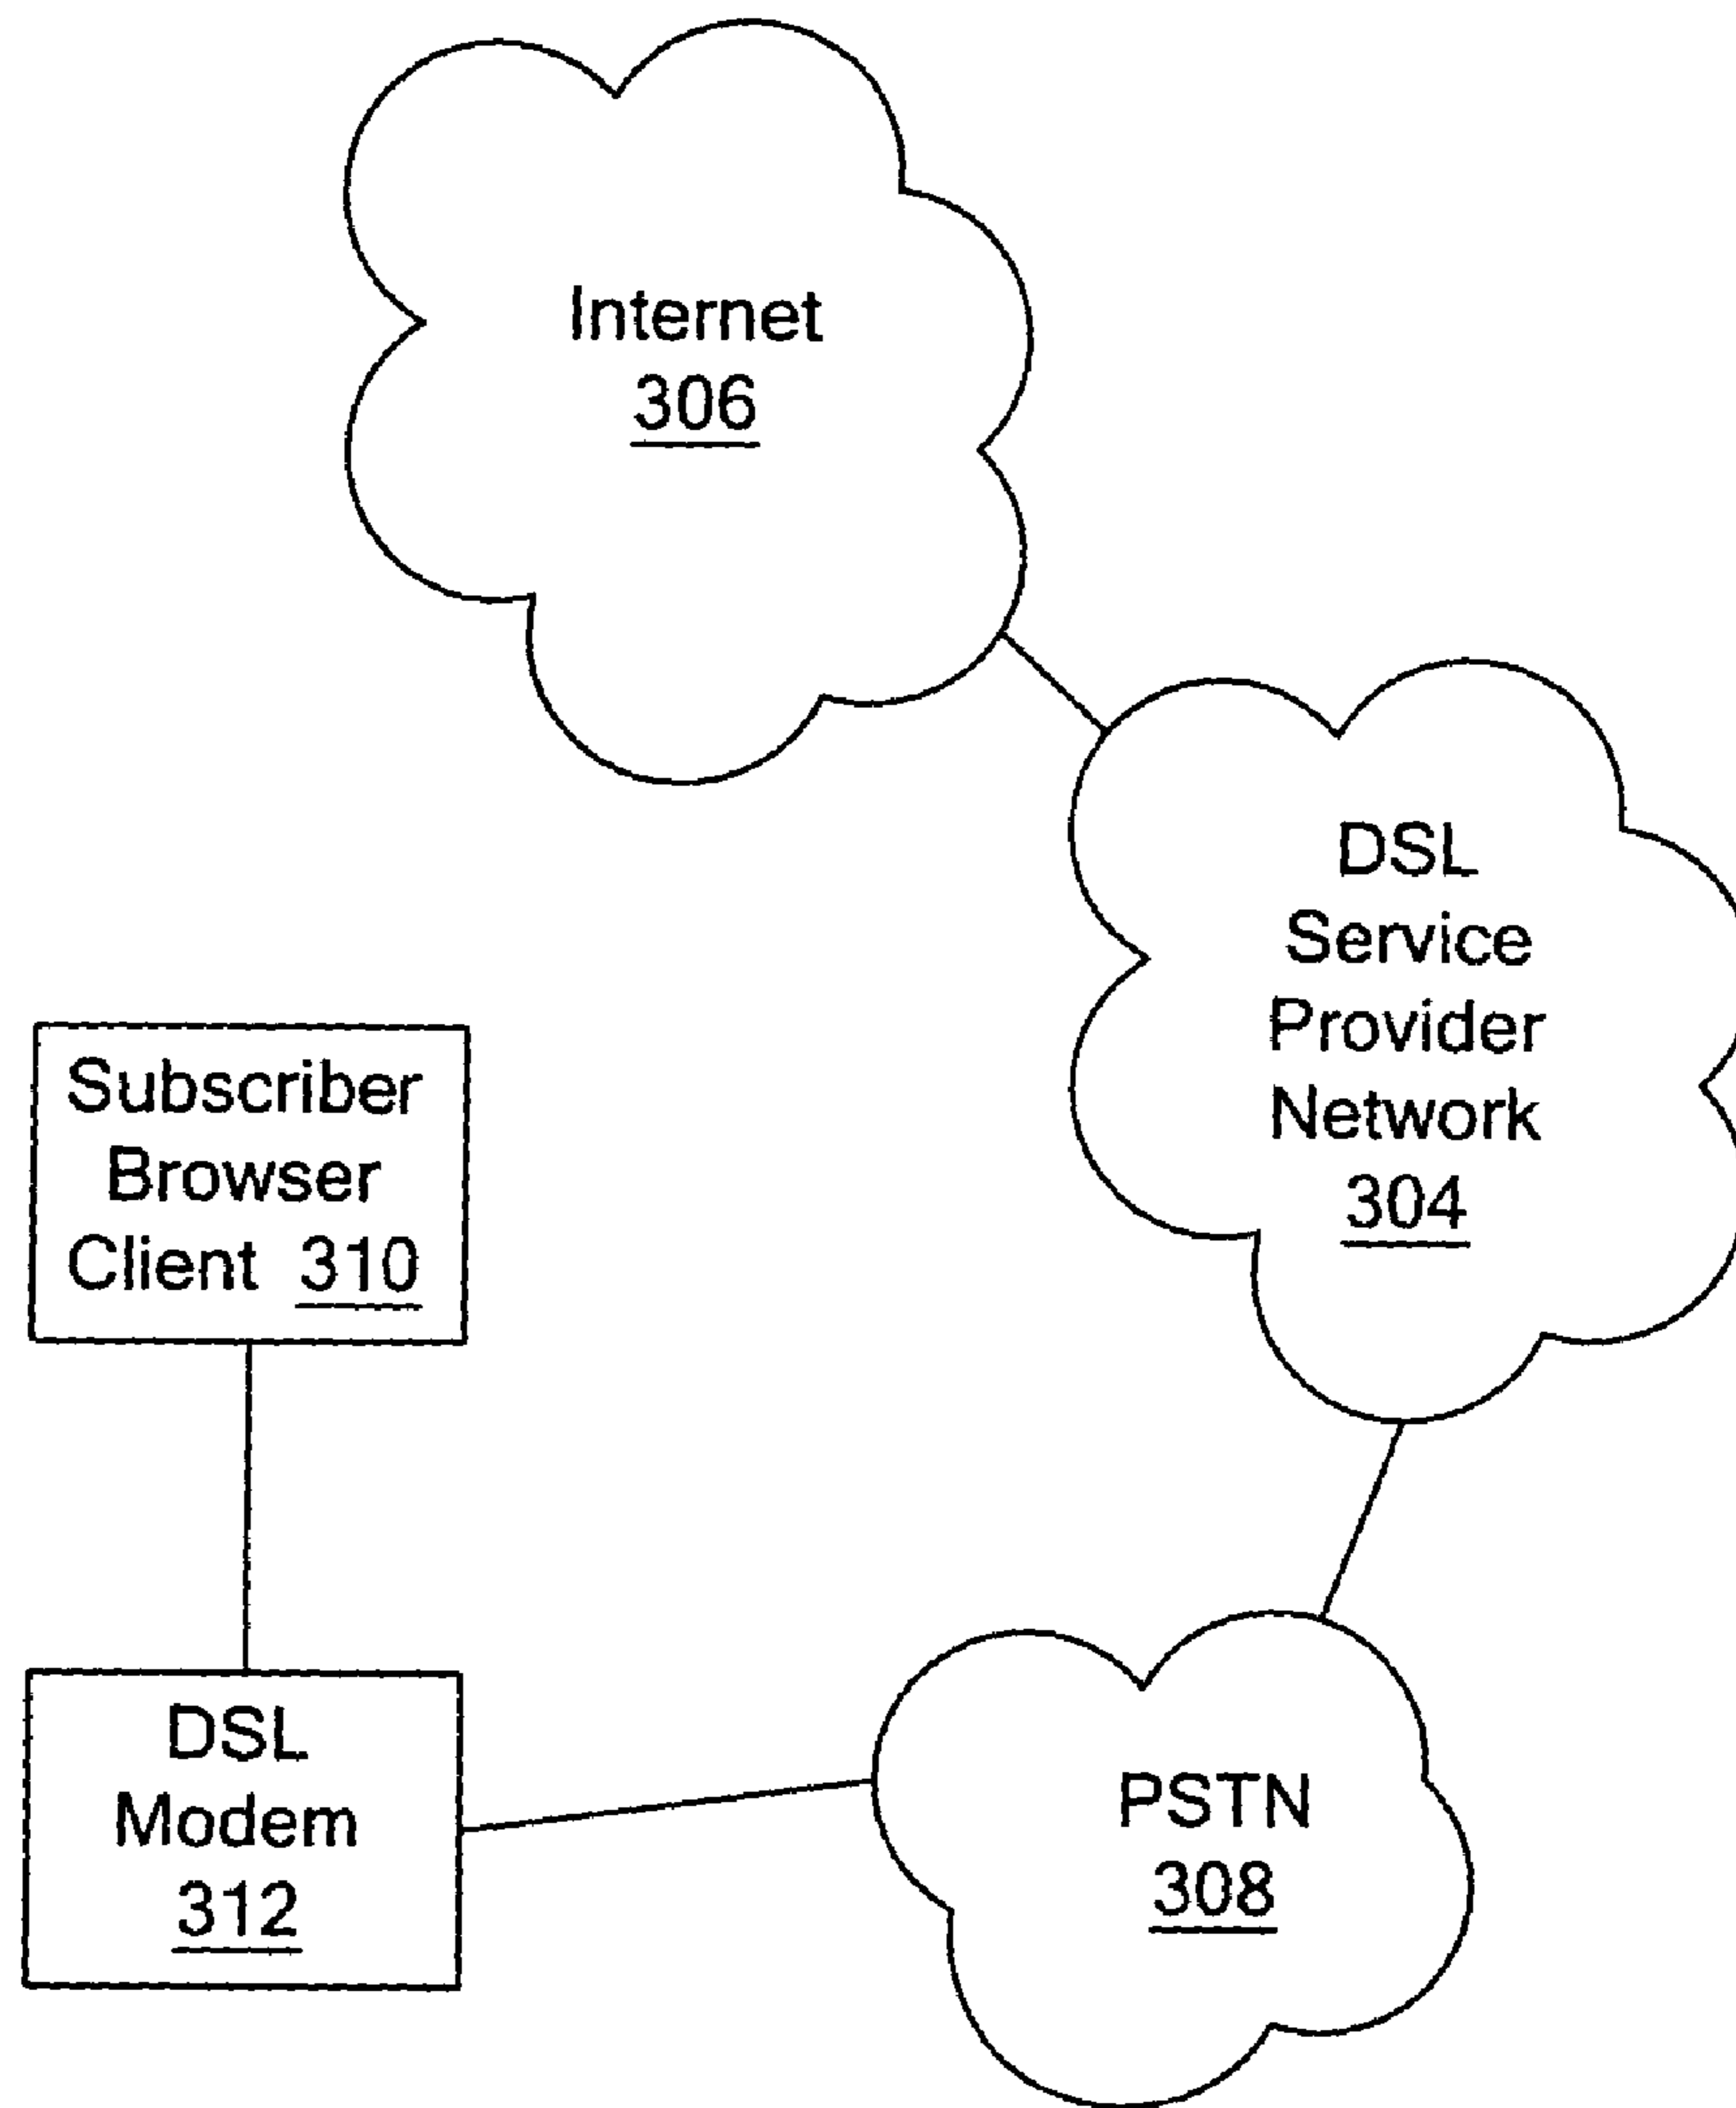 Internet
306
DSL
Service
Provider
Network
304
Subscriber
Browser
Client 310
DSL
Modem
312
PSTN
308